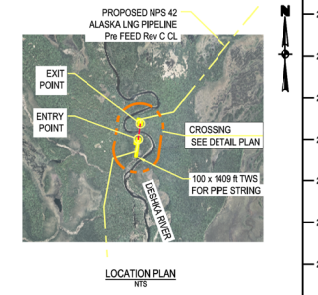 PROPOSED NPS 42
ALASKA LNG PIPELINE
Pre FEED Rev C CL
N
EXIT
POINT
ENTRY
POINT
CROSSING
SEE DETAIL PLAN
100 x 1409 ft TWS
FOR PIPE STRING
DESHKA RIVER
LOCATION PLAN
NTS